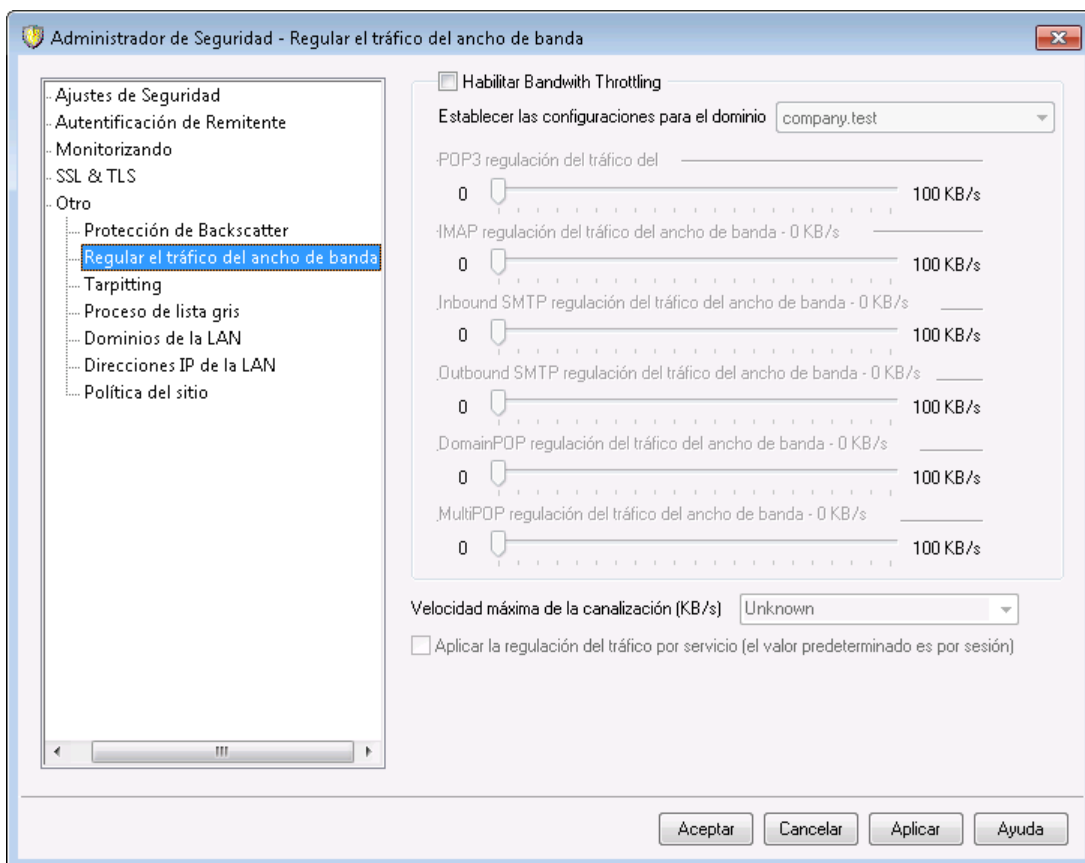 Administrador de Seguridad - Regular el tráfico del ancho de banda
Ajustes de Seguridad
Autentificación de Remitente
Monitorizando
SSL & TLS
Otro
Protección de Backscatter
Regular el tráfico del ancho de banda
Tarpitting
Proceso de lista gris
Dominios de la LAN
Direcciones IP de la LAN
Política del sitio
Habilitar Bandwith Throttling
Establecer las configuraciones para el dominio company.test
POP3 regulación del tráfico del
0 100 KB/s
IMAP regulación del tráfico del ancho de banda - 0 KB/s
0 100 KB/s
Inbound SMTP regulación del tráfico del ancho de banda - 0 KB/s
0 100 KB/s
Outbound SMTP regulación del tráfico del ancho de banda - 0 KB/s
0 100 KB/s
DomainPOP regulación del tráfico del ancho de banda - 0 KB/s
0 100 KB/s
MultiPOP regulación del tráfico del ancho de banda - 0 KB/s
0 100 KB/s
Velocidad máxima de la canalización (KB/s) Unknown
Aplicar la regulación del tráfico por servicio (el valor predeterminado es por sesión)
Aceptar Cancelar Aplicar Ayuda